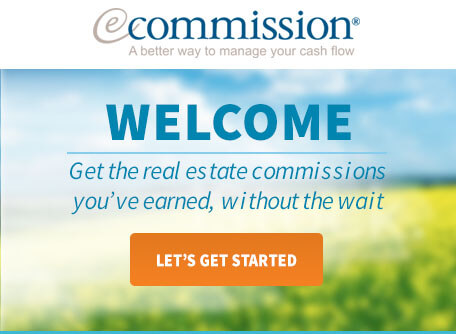 ecommission®
A better way to manage your cash flow
WELCOME
Get the real estate commissions
you've earned, without the wait
LET'S GET STARTED